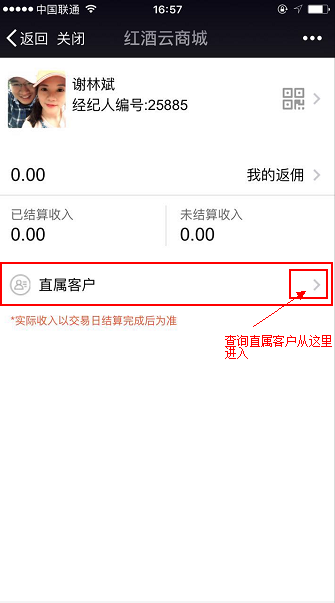 中国联通 16:57
返回 关闭 红酒云商城
谢林斌
经纪人编号:25885
0.00 我的返佣
已结算收入 未结算收入
0.00 0.00
直属客户
*实际收入以交易日结算完成后为准
查询直属客户从这里
进入